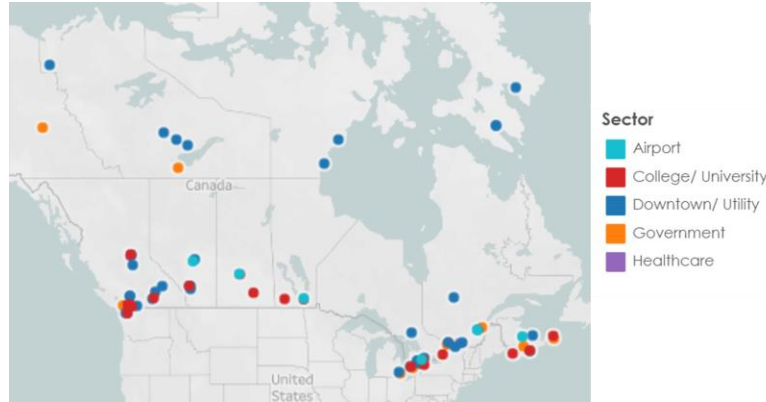 Canada
United
States
Sector
Airport
College/ University
Downtown/ Utility
Government
Healthcare